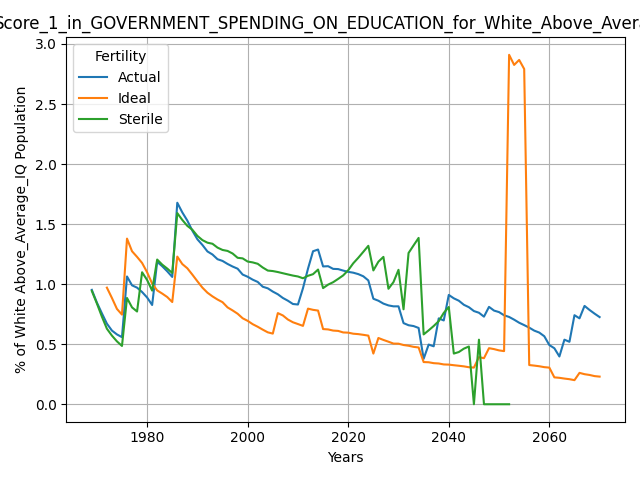 Score_1_in_GOVERNMENT_SPENDING_ON_EDUCATION_for_White_Above_Avera
3.0
2.5
2.0
1.5
1.0
0.5
0.0
% of White Above_Average_IQ Population
Fertility
Actual
Ideal
Sterile
1980
2000
2020
2040
2060
Years